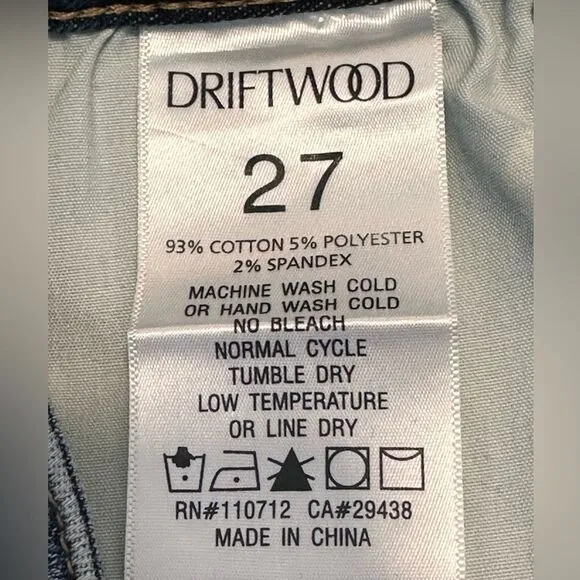 DRIFTWOOD
27
93% COTTON 5% POLYESTER
2% SPANDEX
MACHINE WASH COLD
OR HAND WASH COLD
NO BLEACH
NORMAL CYCLE
TUMBLE DRY
LOW TEMPERATURE
OR LINE DRY
RN#110712 CA#29438
MADE IN CHINA